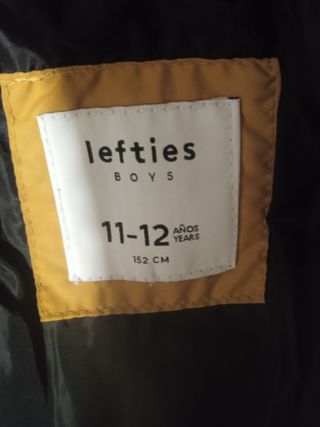 lefties
BOYS
11-12 AÑOS
YEARS
152 CM